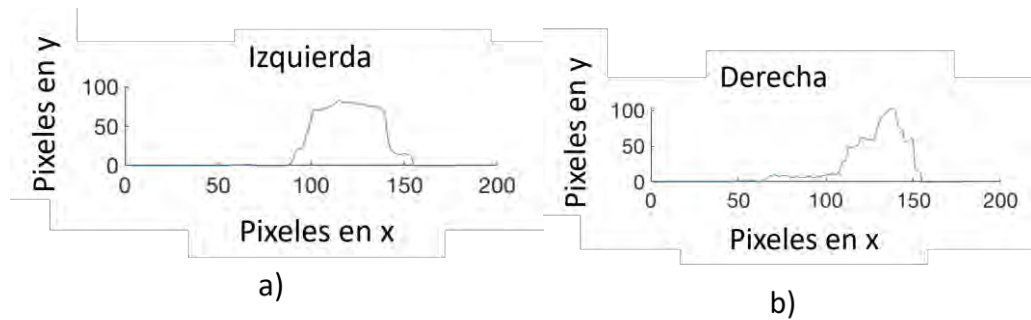 Izquierda
Pixeles en y
100
50
0
0 50 100 150 200
Pixeles en x
a)
Derecha
Pixeles en y
100
50
0
0 50 100 150 200
Pixeles en x
b)